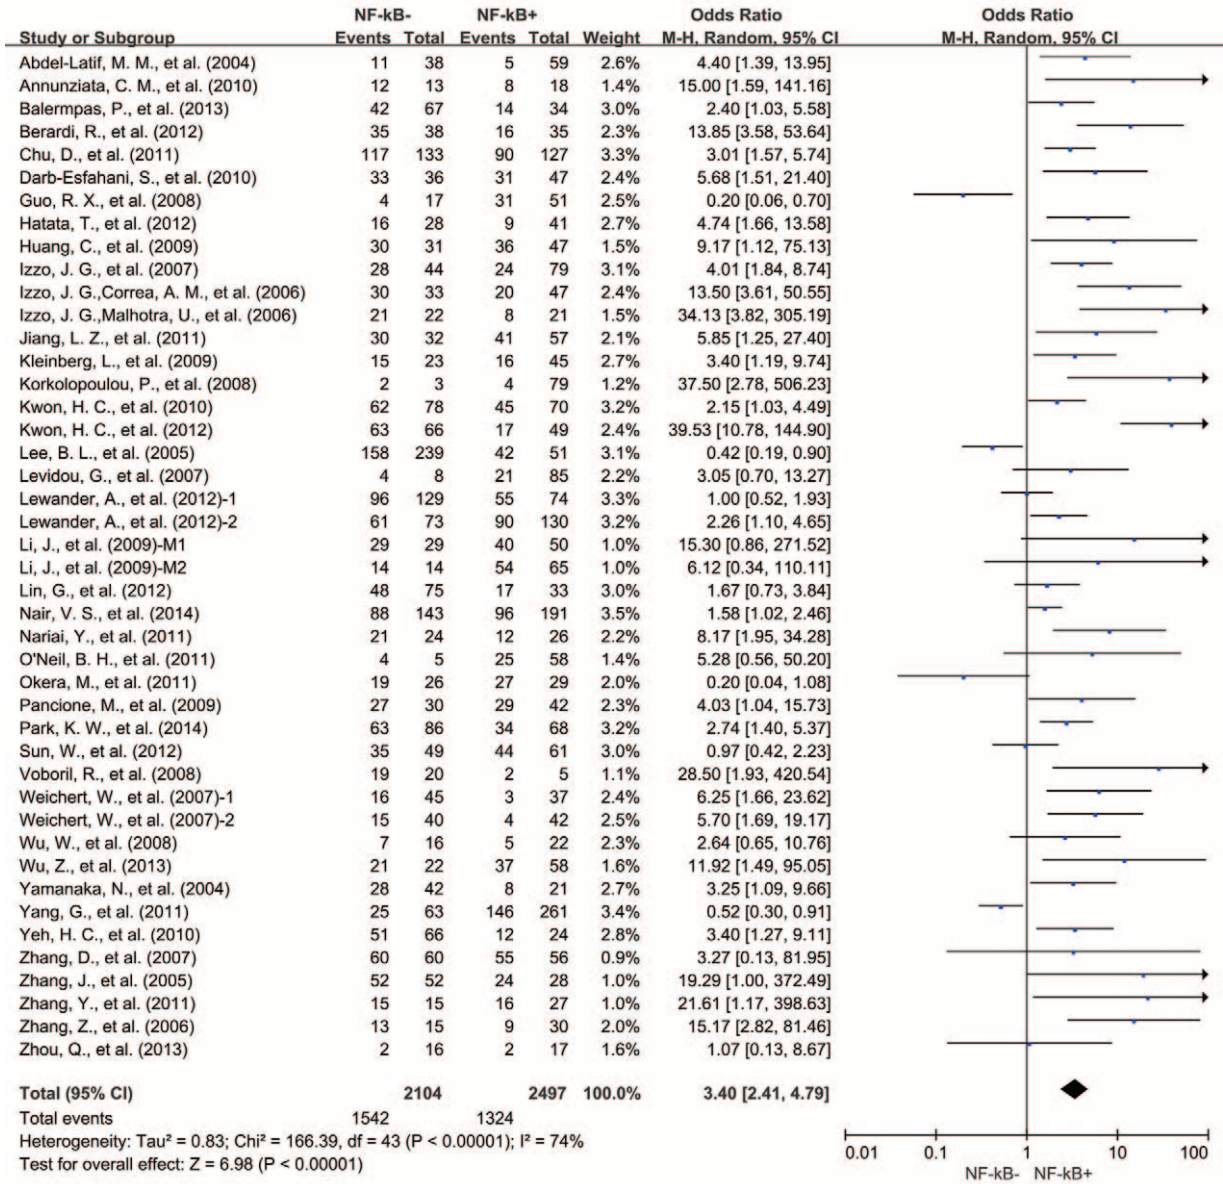 NF-kB- NF-kB+ Odds Ratio Odds Ratio
Study or Subgroup Events Total Events Total Weight M-H, Random, 95% CI M-H, Random, 95% CI
Abdel-Latif, M. M., et al. (2004) 11 38 5 59 2.6% 4.40 [1.39, 13.95]
Annunziata, C. M., et al. (2010) 12 13 8 18 1.4% 15.00 [1.59, 141.16]
Balermpas, P., et al. (2013) 42 67 14 34 3.0% 2.40 [1.03, 5.58]
Berardi, R., et al. (2012) 35 38 16 35 2.3% 13.85 [3.58, 53.64]
Chu, D., et al. (2011) 117 133 90 127 3.3% 3.01 [1.57, 5.74]
Darb-Esfahani, S., et al. (2010) 33 36 31 47 2.4% 5.68 [1.51, 21.40]
Guo, R. X., et al. (2008) 4 17 31 51 2.5% 0.20 [0.06, 0.70]
Hatata, T., et al. (2012) 16 28 9 41 2.7% 4.74 [1.66, 13.58]
Huang, C., et al. (2009) 30 31 36 47 1.5% 9.17 [1.12, 75.13]
Izzo, J. G., et al. (2007) 28 44 24 79 3.1% 4.01 [1.84, 8.74]
Izzo, J. G.,Correa, A. M., et al. (2006) 30 33 20 47 2.4% 13.50 [3.61, 50.55]
Izzo, J. G.,Malhotra, U., et al. (2006) 21 22 8 21 1.5% 34.13 [3.82, 305.19]
Jiang, L. Z., et al. (2011) 30 32 41 57 2.1% 5.85 [1.25, 27.40]
Kleinberg, L., et al. (2009) 15 23 16 45 2.7% 3.40 [1.19, 9.74]
Korkolopoulou, P., et al. (2008) 2 3 4 79 1.2% 37.50 [2.78, 506.23]
Kwon, H. C., et al. (2010) 62 78 45 70 3.2% 2.15 [1.03, 4.49]
Kwon, H. C., et al. (2012) 63 66 17 49 2.4% 39.53 [10.78, 144.90]
Lee, B. L., et al. (2005) 158 239 42 51 3.1% 0.42 [0.19, 0.90]
Levidou, G., et al. (2007) 4 8 21 85 2.2% 3.05 [0.70, 13.27]
Lewander, A., et al. (2012)-1 96 129 55 74 3.3% 1.00 [0.52, 1.93]
Lewander, A., et al. (2012)-2 61 73 90 130 3.2% 2.26 [1.10, 4.65]
Li, J., et al. (2009)-M1 29 29 40 50 1.0% 15.30 [0.86, 271.52]
Li, J., et al. (2009)-M2 14 14 54 65 1.0% 6.12 [0.34, 110.11]
Lin, G., et al. (2012) 48 75 17 33 3.0% 1.67 [0.73, 3.84]
Nair, V. S., et al. (2014) 88 143 96 191 3.5% 1.58 [1.02, 2.46]
Nariai, Y., et al. (2011) 21 24 12 26 2.2% 8.17 [1.95, 34.28]
O'Neil, B. H., et al. (2011) 4 5 25 58 1.4% 5.28 [0.56, 50.20]
Okera, M., et al. (2011) 19 26 27 29 2.0% 0.20 [0.04, 1.08]
Pancione, M., et al. (2009) 27 30 29 42 2.3% 4.03 [1.04, 15.73]
Park, K. W., et al. (2014) 63 86 34 68 3.2% 2.74 [1.40, 5.37]
Sun, W., et al. (2012) 35 49 44 61 3.0% 0.97 [0.42, 2.23]
Voboril, R., et al. (2008) 19 20 2 5 1.1% 28.50 [1.93, 420.54]
Weichert, W., et al. (2007)-1 16 45 3 37 2.4% 6.25 [1.66, 23.62]
Weichert, W., et al. (2007)-2 15 40 4 42 2.5% 5.70 [1.69, 19.17]
Wu, W., et al. (2008) 7 16 5 22 2.3% 2.64 [0.65, 10.76]
Wu, Z., et al. (2013) 21 22 37 58 1.6% 11.92 [1.49, 95.05]
Yamanaka, N., et al. (2004) 28 42 8 21 2.7% 3.25 [1.09, 9.66]
Yang, G., et al. (2011) 25 63 146 261 3.4% 0.52 [0.30, 0.91]
Yeh, H. C., et al. (2010) 51 66 12 24 2.8% 3.40 [1.27, 9.11]
Zhang, D., et al. (2007) 60 60 55 56 0.9% 3.27 [0.13, 81.95]
Zhang, J., et al. (2005) 52 52 24 28 1.0% 19.29 [1.00, 372.49]
Zhang, Y., et al. (2011) 15 15 16 27 1.0% 21.61 [1.17, 398.63]
Zhang, Z., et al. (2006) 13 15 9 30 2.0% 15.17 [2.82, 81.46]
Zhou, Q., et al. (2013) 2 16 2 17 1.6% 1.07 [0.13, 8.67]
Total (95% CI) 2104 2497 100.0% 3.40 [2.41, 4.79]
Total events 1542 1324
Heterogeneity: Tau² = 0.83; Chi² = 166.39, df = 43 (P < 0.00001); I² = 74%
Test for overall effect: Z = 6.98 (P < 0.00001)
0.01 0.1 1 10 100
NF-kB- NF-kB+